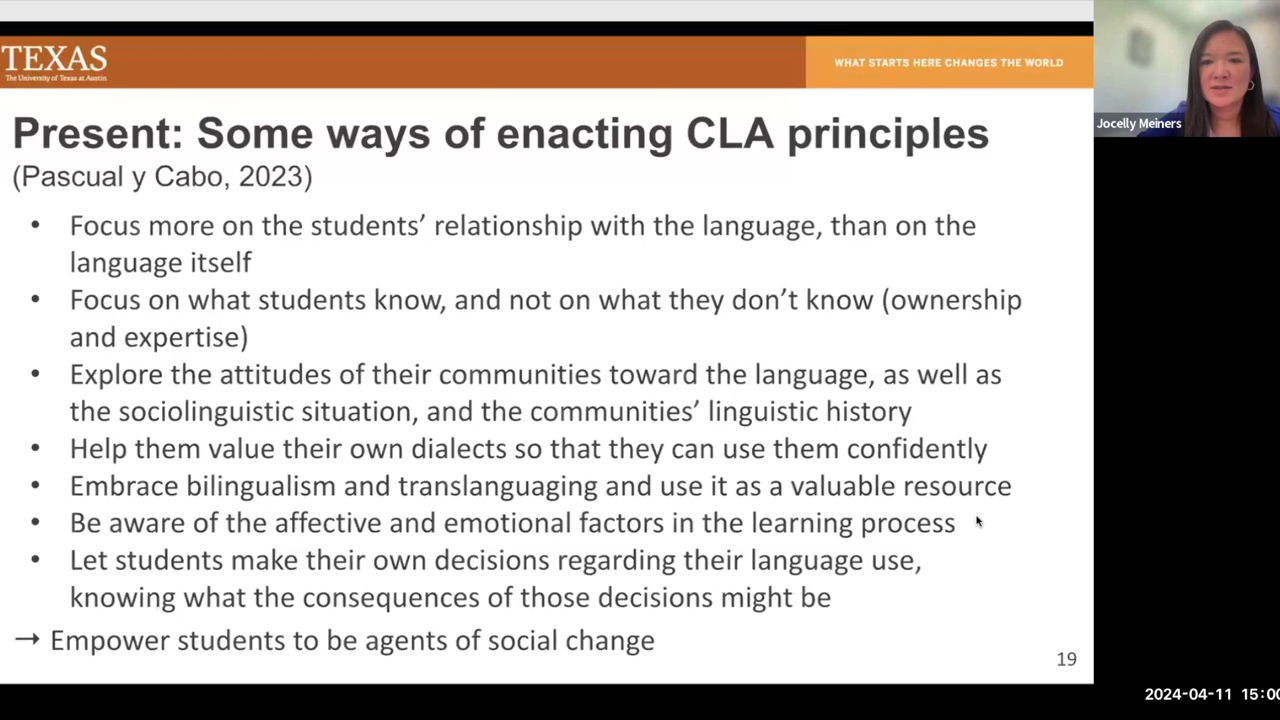 TEXAS
The University of Texas at Austin
WHAT STARTS HERE CHANGES THE WORLD
Jocelly Meiners
Present: Some ways of enacting CLA principles
(Pascual y Cabo, 2023)
• Focus more on the students’ relationship with the language, than on the
language itself
• Focus on what students know, and not on what they don’t know (ownership
and expertise)
• Explore the attitudes of their communities toward the language, as well as
the sociolinguistic situation, and the communities’ linguistic history
• Help them value their own dialects so that they can use them confidently
• Embrace bilingualism and translanguaging and use it as a valuable resource
• Be aware of the affective and emotional factors in the learning process
• Let students make their own decisions regarding their language use,
knowing what the consequences of those decisions might be
→ Empower students to be agents of social change
19
2024-04-11 15:00